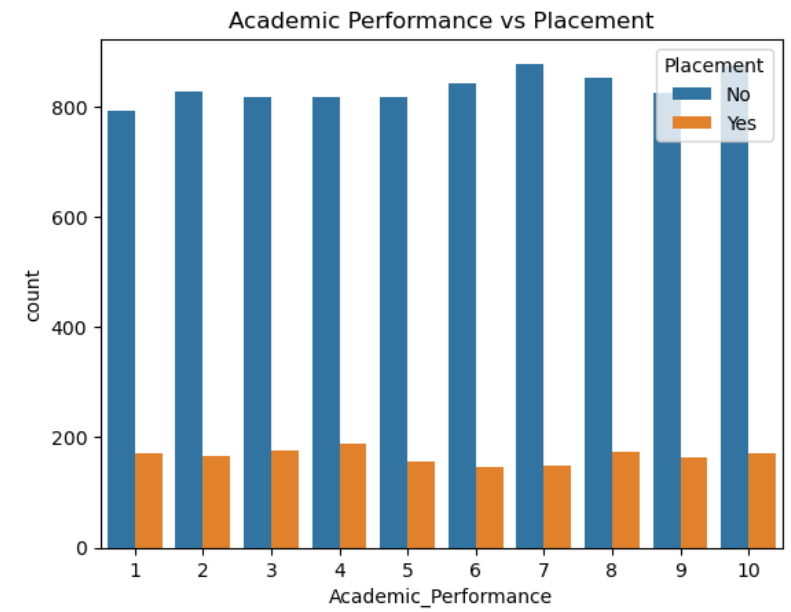 Academic Performance vs Placement
Placement
No
Yes
800
600
400
200
0
count
1 2 3 4 5 6 7 8 9 10
Academic_Performance